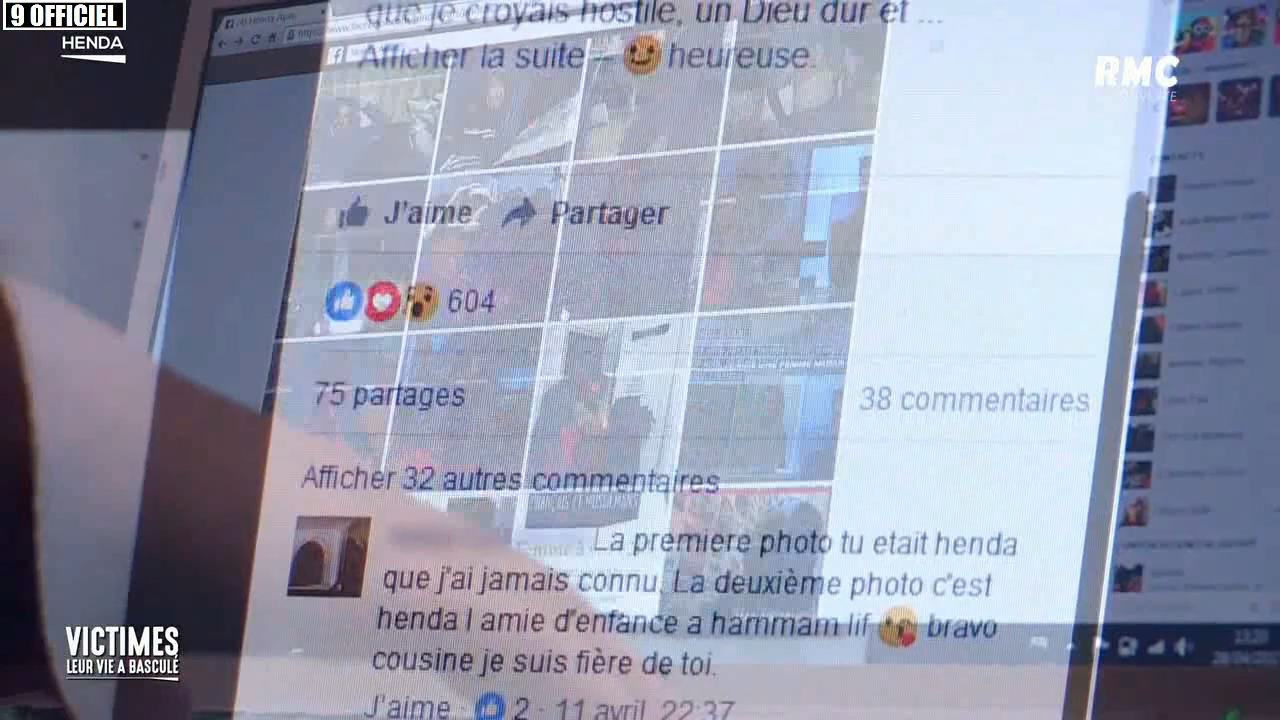 9 OFFICIEL
HENDA
RMC
que je croyais hostile, un Dieu dur et ...
Afficher la suite – heureuse.
J'aime Partager
604
75 partages
38 commentaires
Afficher 32 autres commentaires
La premiere photo tu etait henda
que j'ai jamais connu. La deuxième photo c'est
henda l amie d'enfance a hammam lif bravo
cousine je suis fière de toi.
J'aime 2 · 11 avril, 22:37
VICTIMES
LEUR VIE A BASCULÉ